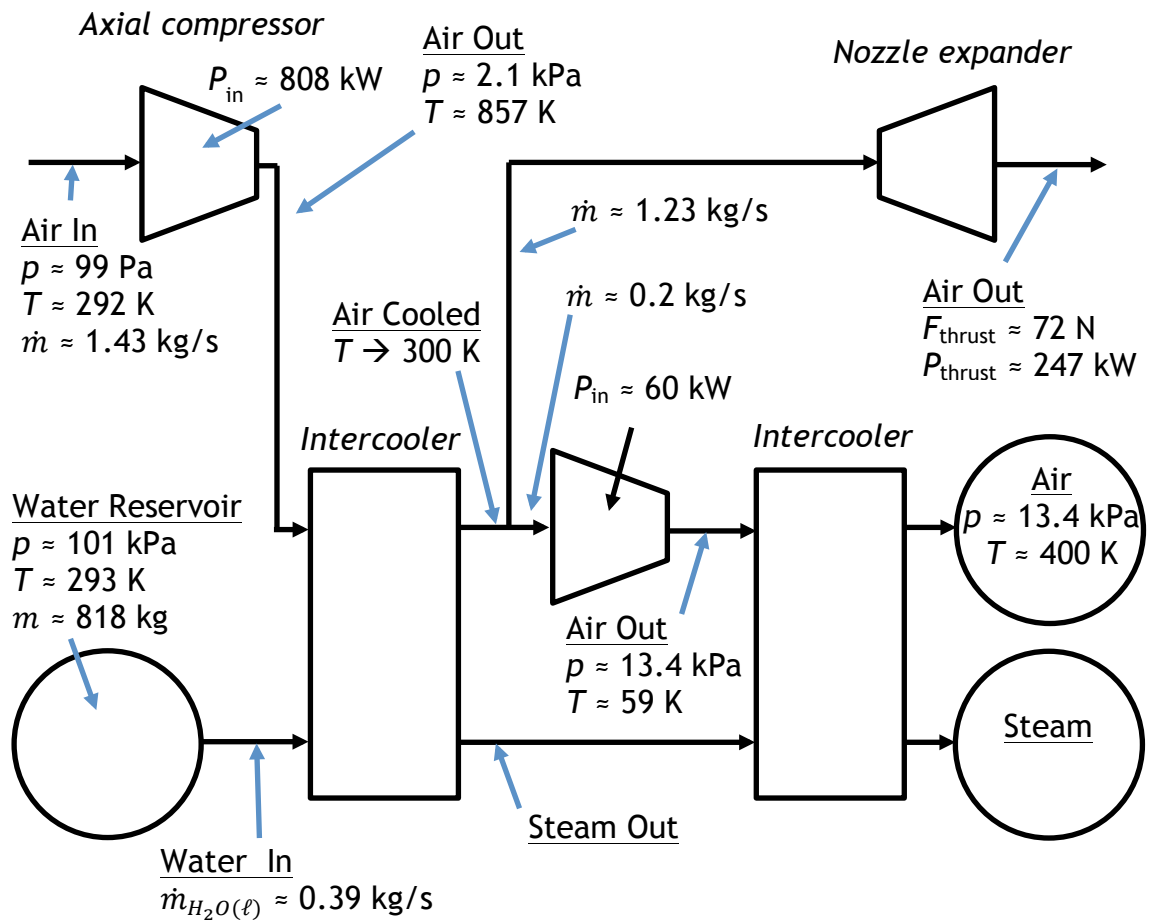 Axial compressor
P_in ≈ 808 kW
Air Out
p ≈ 2.1 kPa
T ≈ 857 K
Nozzle expander
Air In
p ≈ 99 Pa
T ≈ 292 K
ṁ ≈ 1.43 kg/s
ṁ ≈ 1.23 kg/s
ṁ ≈ 0.2 kg/s
Air Cooled
T → 300 K
Air Out
F_thrust ≈ 72 N
P_thrust ≈ 247 kW
P_in ≈ 60 kW
Intercooler
Intercooler
Water Reservoir
p ≈ 101 kPa
T ≈ 293 K
m ≈ 818 kg
Air
p ≈ 13.4 kPa
T ≈ 400 K
Air Out
p ≈ 13.4 kPa
T ≈ 59 K
Steam
Steam Out
Water In
ṁ_H₂O(ℓ) ≈ 0.39 kg/s